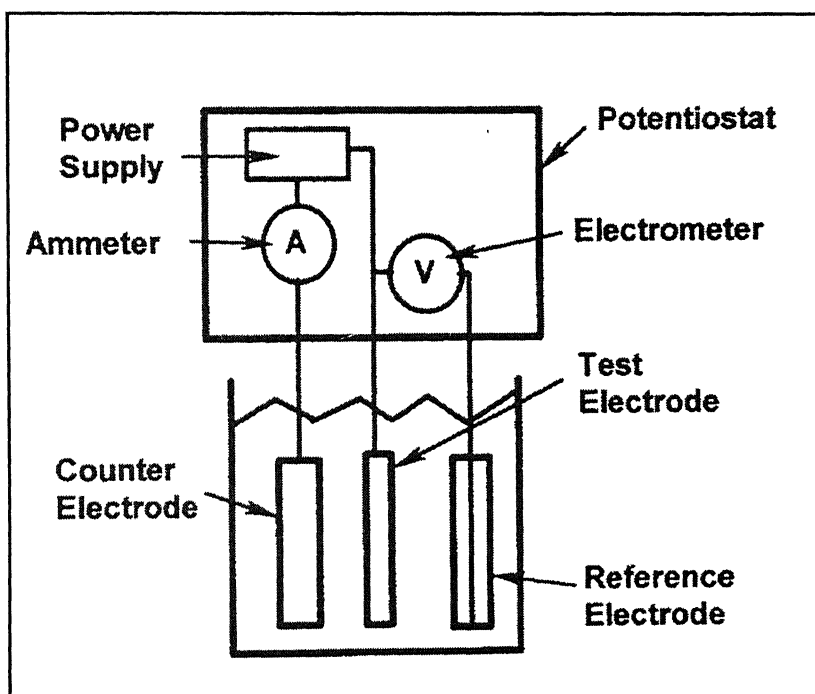 Power
Supply
Potentiostat
Ammeter
A
Electrometer
V
Test
Electrode
Counter
Electrode
Reference
Electrode